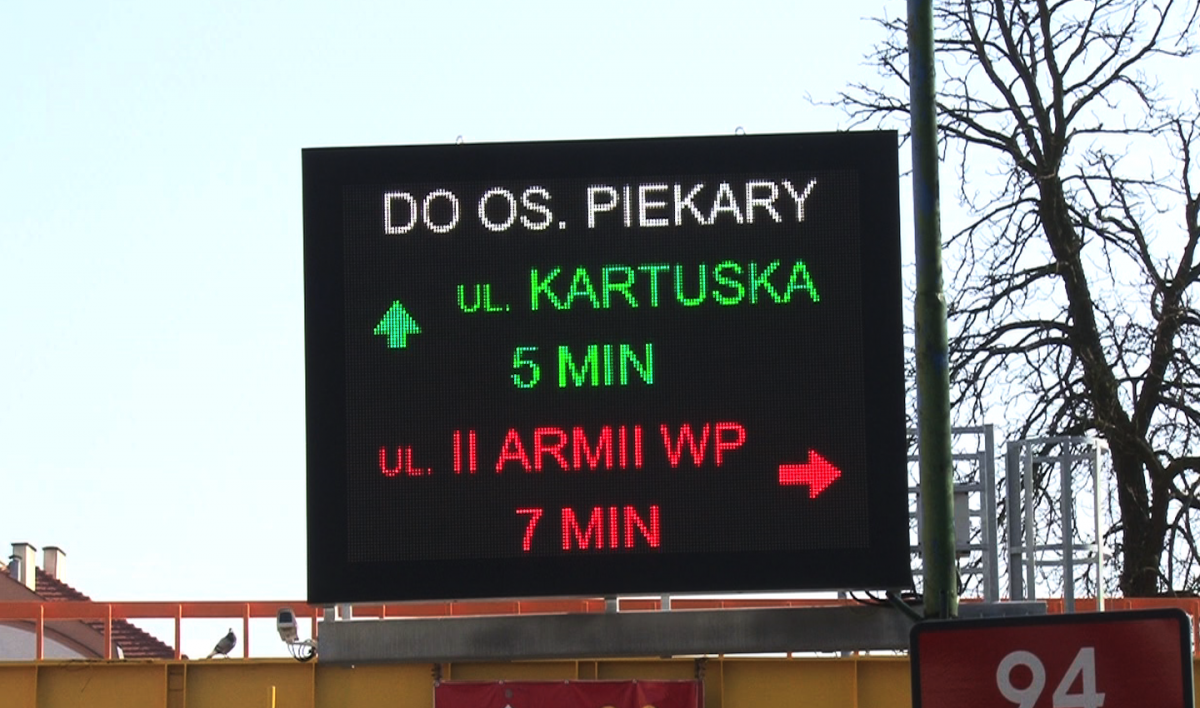 DO OS. PIEKARY
UL. KARTUSKA
5 MIN
UL. II ARMII WP
7 MIN
94